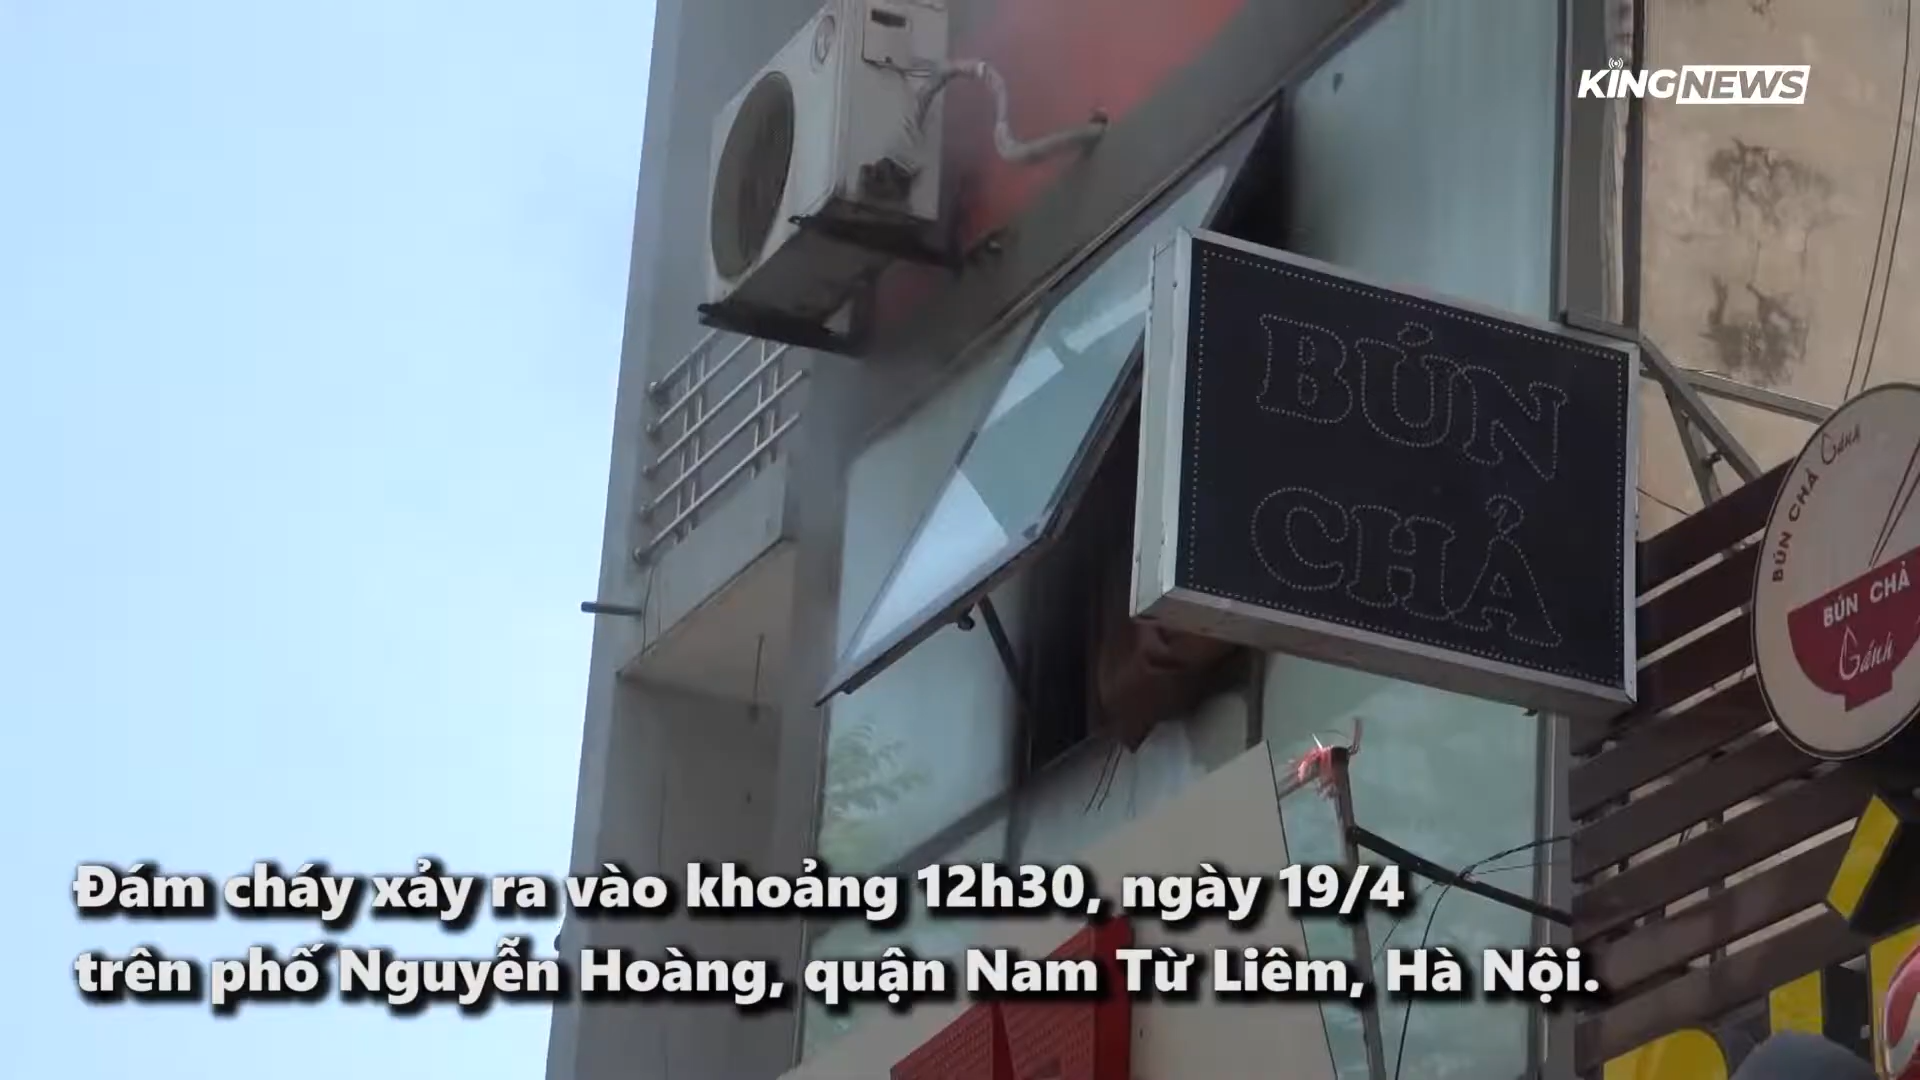 KINGNEWS
BÚN
CHẢ
BÚN CHẢ Gánh
BÚN CHẢ
Gánh
Đám cháy xảy ra vào khoảng 12h30, ngày 19/4
trên phố Nguyễn Hoàng, quận Nam Từ Liêm, Hà Nội.